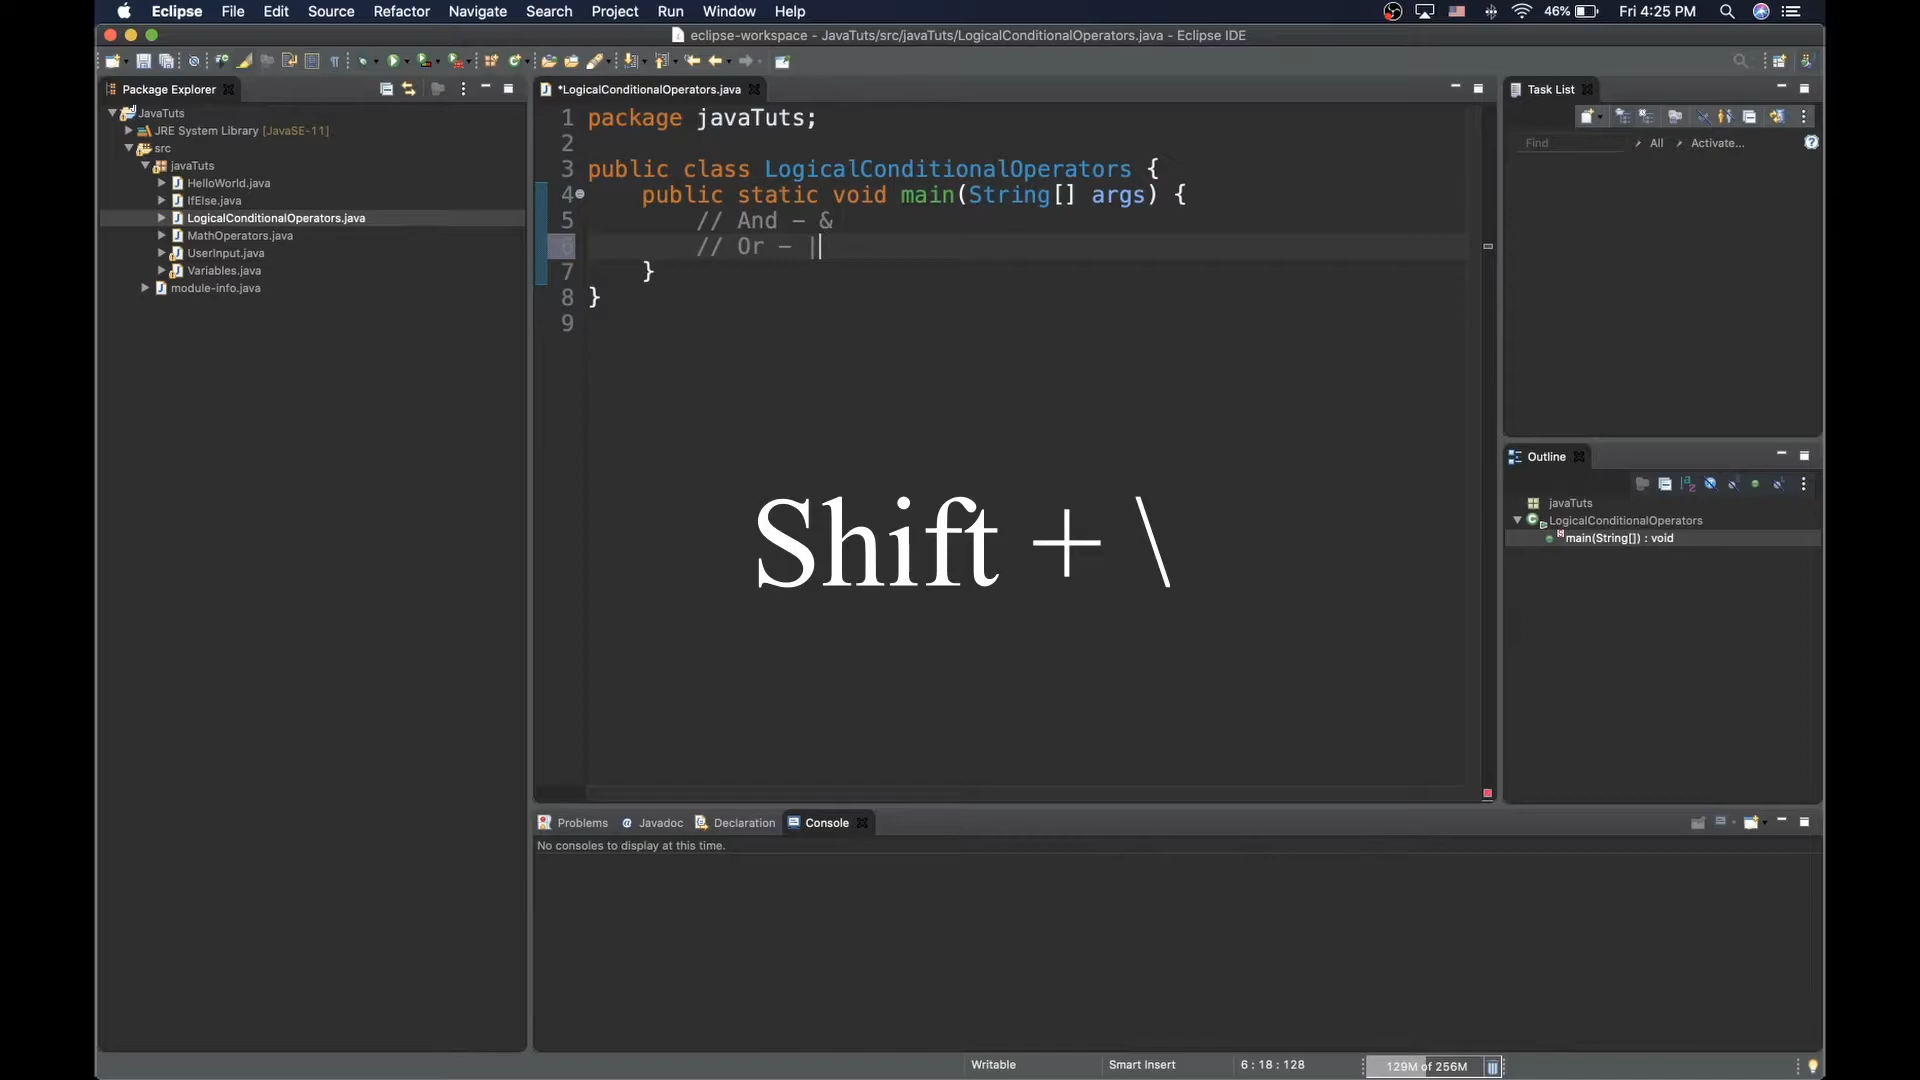 Eclipse File Edit Source Refactor Navigate Search Project Run Window Help 46% Fri 4:25 PM
eclipse-workspace - JavaTuts/src/javaTuts/LogicalConditionalOperators.java - Eclipse IDE
Package Explorer
JavaTuts
JRE System Library [JavaSE-11]
src
javaTuts
HelloWorld.java
IfElse.java
LogicalConditionalOperators.java
MathOperators.java
UserInput.java
Variables.java
module-info.java
*LogicalConditionalOperators.java
1 package javaTuts;
2
3 public class LogicalConditionalOperators {
4 public static void main(String[] args) {
5 // And - &
6 // Or - |
7 }
8 }
9
Shift + \
Task List
Find All Activate...
Outline
javaTuts
LogicalConditionalOperators
main(String[]) : void
Problems Javadoc Declaration Console
No consoles to display at this time.
Writable Smart Insert 6 : 18 : 128 129M of 256M